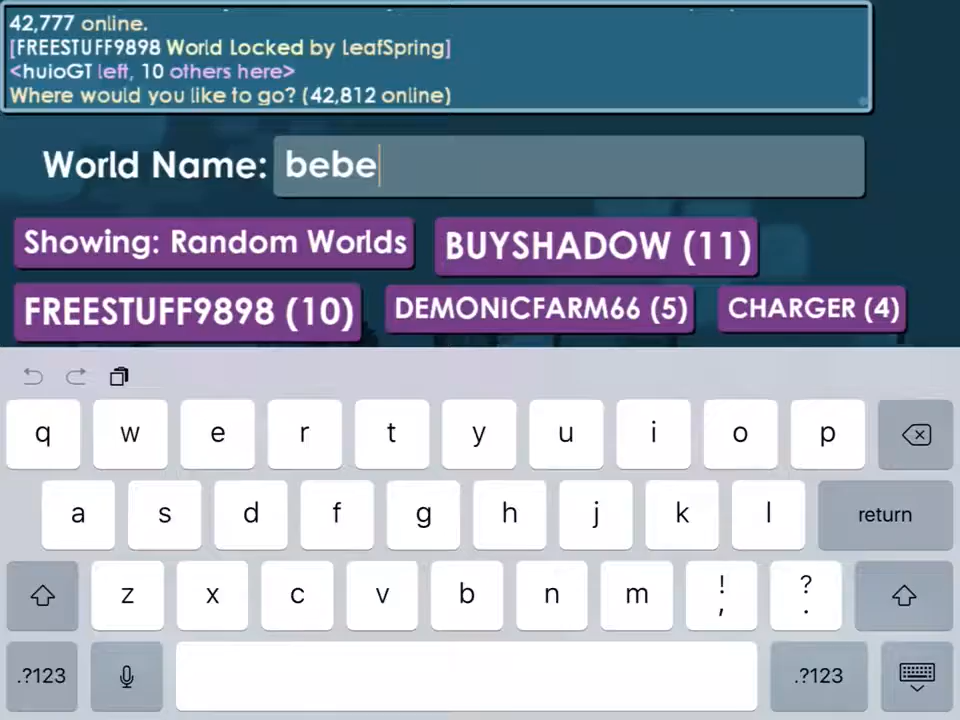 42,777 online.
[FREESTUFF9898 World Locked by LeafSpring]
<huioGT left, 10 others here>
Where would you like to go? (42,812 online)
World Name: bebe
Showing: Random Worlds BUYSHADOW (11)
FREESTUFF9898 (10) DEMONICFARM66 (5) CHARGER (4)
q w e r t y u i o p
a s d f g h j k l return
z x c v b n m ! , ? .
.?123 .?123